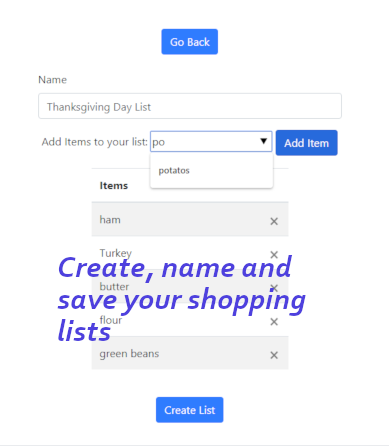 Go Back
Name
Thanksgiving Day List
Add Items to your list: po Add Item
potatos
Items
ham
Turkey
butter
flour
green beans
Create, name and
save your shopping
lists
Create List